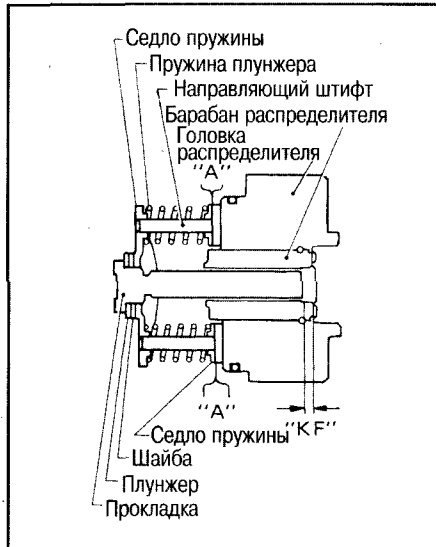 Седло пружины
Пружина плунжера
Направляющий штифт
Барабан распределителя
Головка
распределителя
"А"
"А"
"KF"
Седло пружины
Шайба
Плунжер
Прокладка